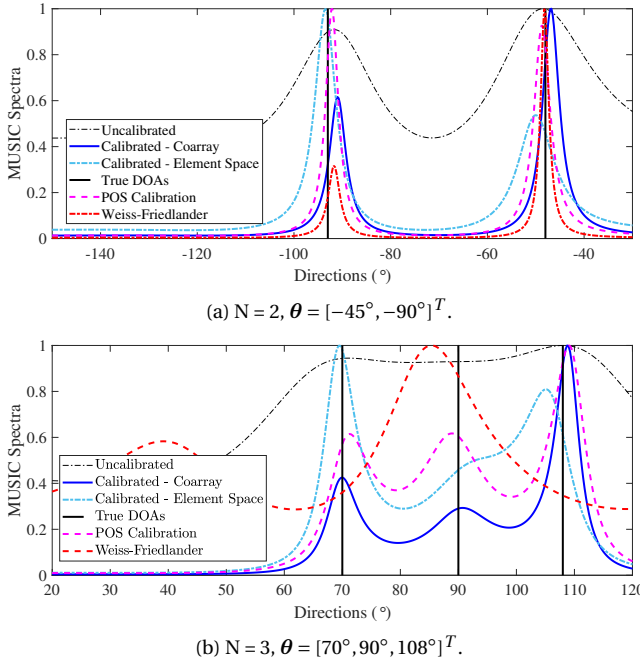 1
0.8
0.6
0.4
0.2
0
MUSIC Spectra
Uncalibrated
Calibrated - Coarray
Calibrated - Element Space
True DOAs
POS Calibration
Weiss-Friedlander
-140 -120 -100 -80 -60 -40
Directions (°)
(a) N = 2, θ = [−45°, −90°]ᵀ.
1
0.8
0.6
0.4
0.2
0
MUSIC Spectra
Uncalibrated
Calibrated - Coarray
Calibrated - Element Space
True DOAs
POS Calibration
Weiss-Friedlander
20 30 40 50 60 70 80 90 100 110 120
Directions (°)
(b) N = 3, θ = [70°, 90°, 108°]ᵀ.